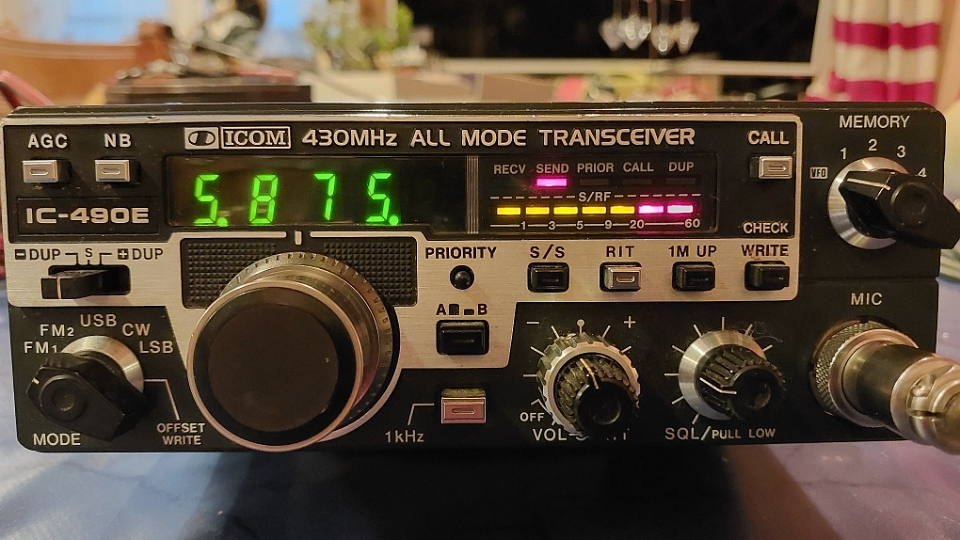 AGC NB ICOM 430MHz ALL MODE TRANSCEIVER CALL MEMORY
RECV SEND PRIOR CALL DUP
1 2 3 4
VFO
5.875.
S/RF
IC-490E
1 3 5 9 20 60
CHECK
-DUP S +DUP
PRIORITY S/S RIT 1M UP WRITE
A B
MIC
FM1 FM2 USB CW LSB
- +
OFFSET
WRITE
MODE
1kHz
OFF
VOL
SQL/PULL LOW